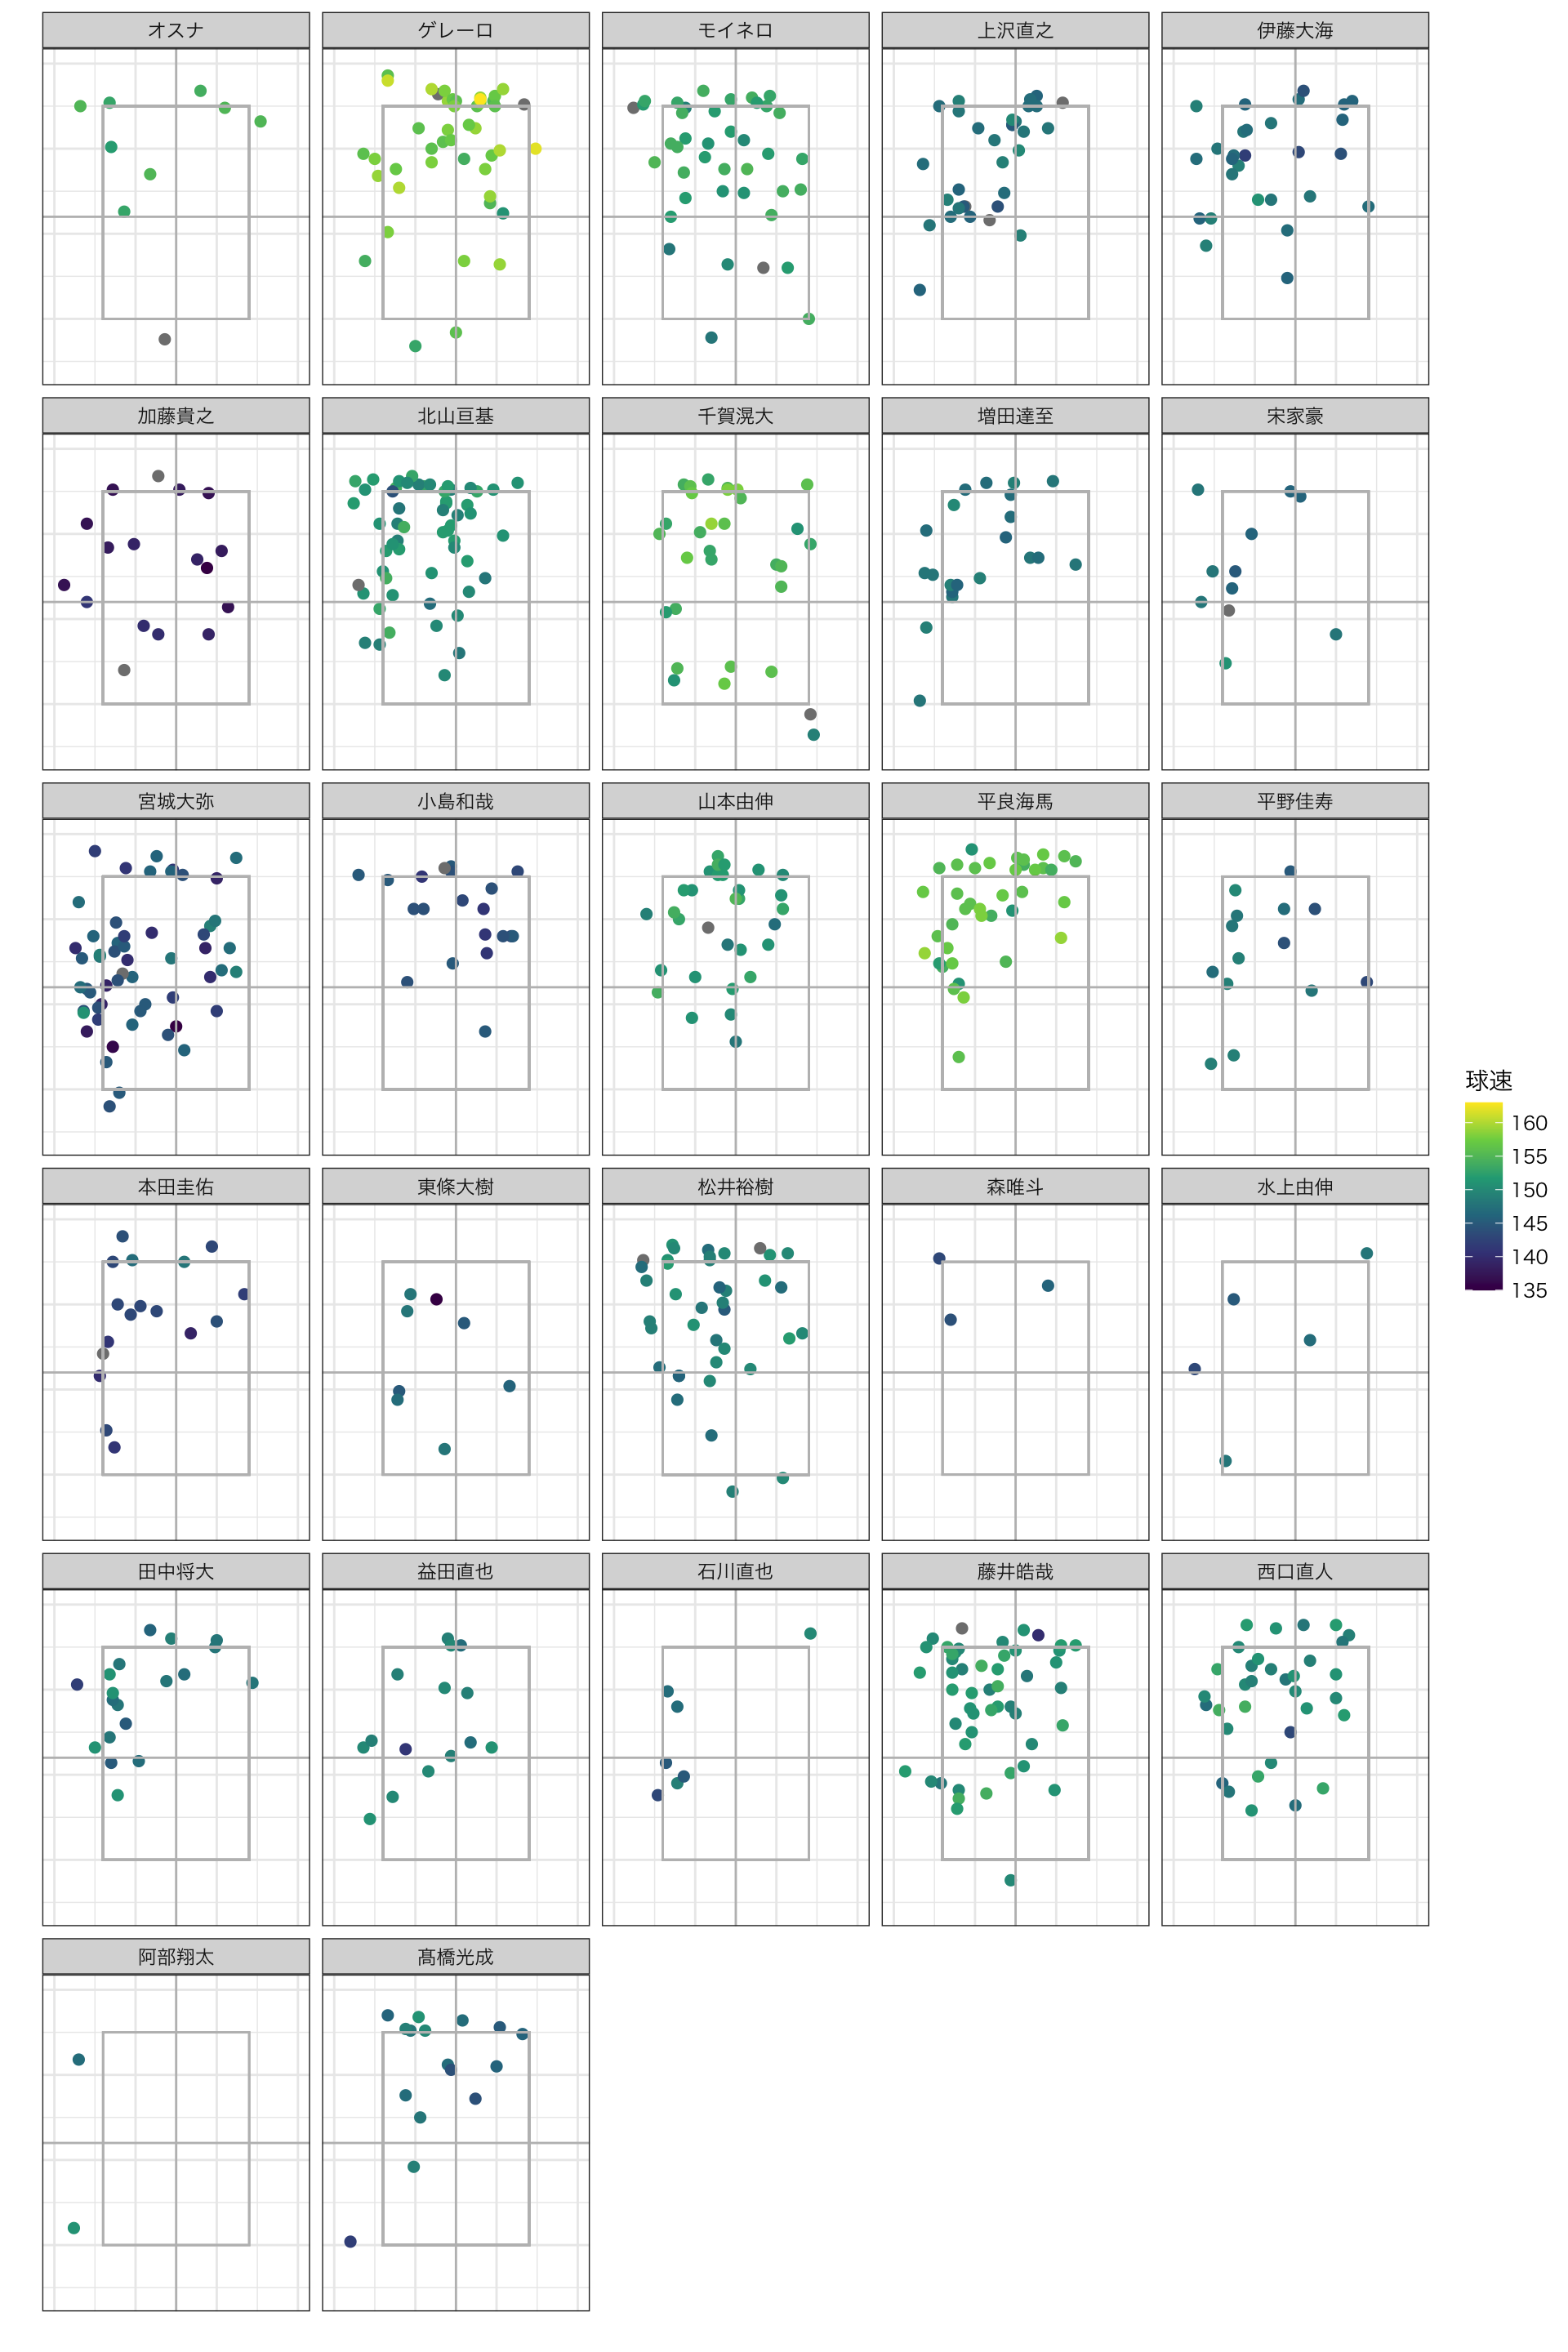 オスナ
ゲレーロ
モイネロ
上沢直之
伊藤大海
加藤貴之
北山亘基
千賀滉大
増田達至
宋家豪
宮城大弥
小島和哉
山本由伸
平良海馬
平野佳寿
球速
160
155
150
145
140
135
本田圭佑
東條大樹
松井裕樹
森唯斗
水上由伸
田中将大
益田直也
石川直也
藤井皓哉
西口直人
阿部翔太
髙橋光成